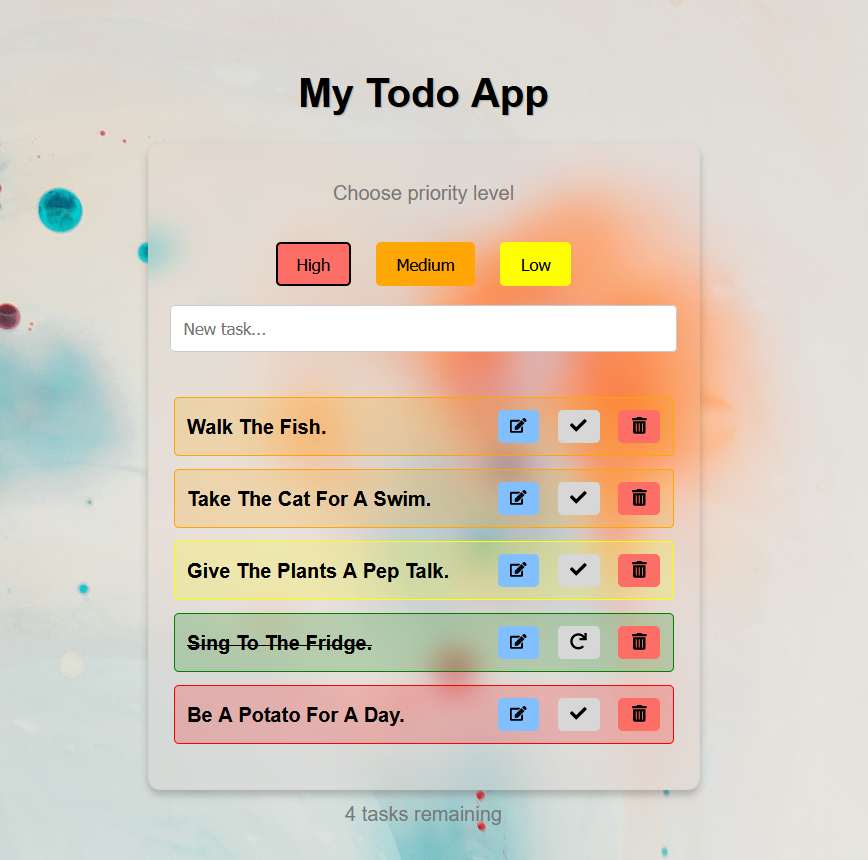 My Todo App
Choose priority level
High Medium Low
New task...
Walk The Fish.
Take The Cat For A Swim.
Give The Plants A Pep Talk.
Sing To The Fridge.
Be A Potato For A Day.
4 tasks remaining